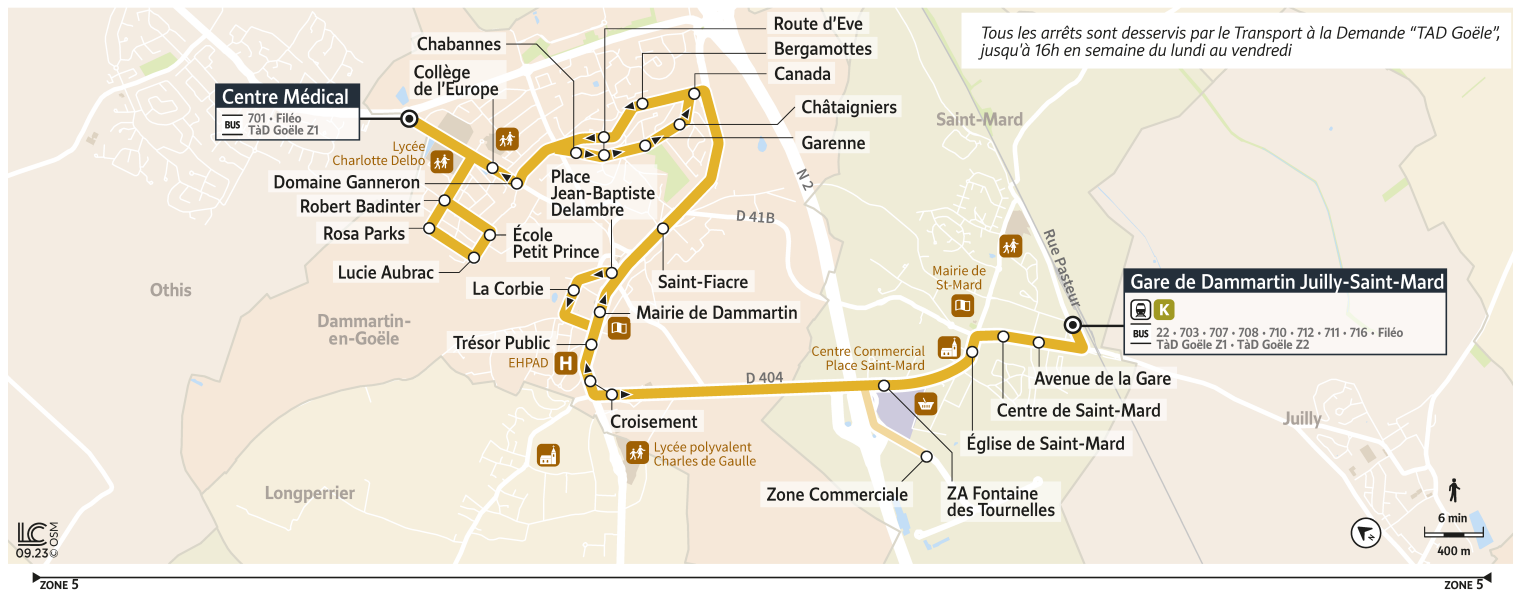 Tous les arrêts sont desservis par le Transport à la Demande “TAD Goële”,
jusqu'à 16h en semaine du lundi au vendredi
Route d'Eve
Chabannes
Bergamottes
Collège
de l'Europe
Canada
Centre Médical
BUS
701 • Filéo
TàD Goële Z1
Châtaigniers
Saint-Mard
Garenne
Lycée
Charlotte Delbo
Domaine Ganneron
Place
Jean-Baptiste
Delambre
N 2
Robert Badinter
D 41B
Rosa Parks
École
Petit Prince
Rue Pasteur
Lucie Aubrac
Saint-Fiacre
Mairie de
St-Mard
Gare de Dammartin Juilly-Saint-Mard
K
BUS
22 • 703 • 707 • 708 • 710 • 712 • 711 • 716 • Filéo
TàD Goële Z1 • TàD Goële Z2
Othis
La Corbie
Mairie de Dammartin
Dammartin-
en-Goële
Trésor Public
EHPAD
H
Centre Commercial
Place Saint-Mard
D 404
Avenue de la Gare
Centre de Saint-Mard
Croisement
Juilly
Église de Saint-Mard
Lycée polyvalent
Charles de Gaulle
Longperrier
Zone Commerciale
ZA Fontaine
des Tournelles
LC
09.23
© OSM
N
6 min
400 m
ZONE 5
ZONE 5